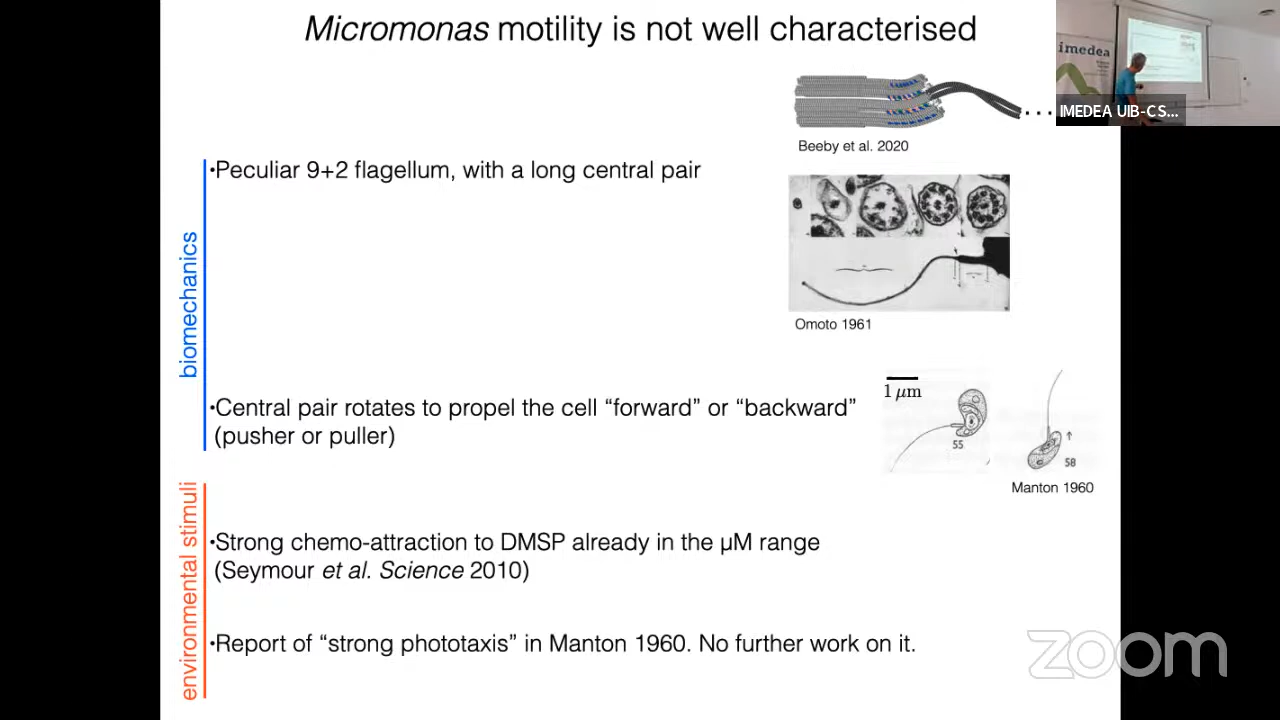 Micromonas motility is not well characterised
imedea
IMEDEA UIB-CS...
Beeby et al. 2020
•Peculiar 9+2 flagellum, with a long central pair
Omoto 1961
biomechanics
1 μm
•Central pair rotates to propel the cell “forward” or “backward”
(pusher or puller)
55
58
Manton 1960
•Strong chemo-attraction to DMSP already in the µM range
(Seymour et al. Science 2010)
environmental stimuli
•Report of “strong phototaxis” in Manton 1960. No further work on it.
zoom